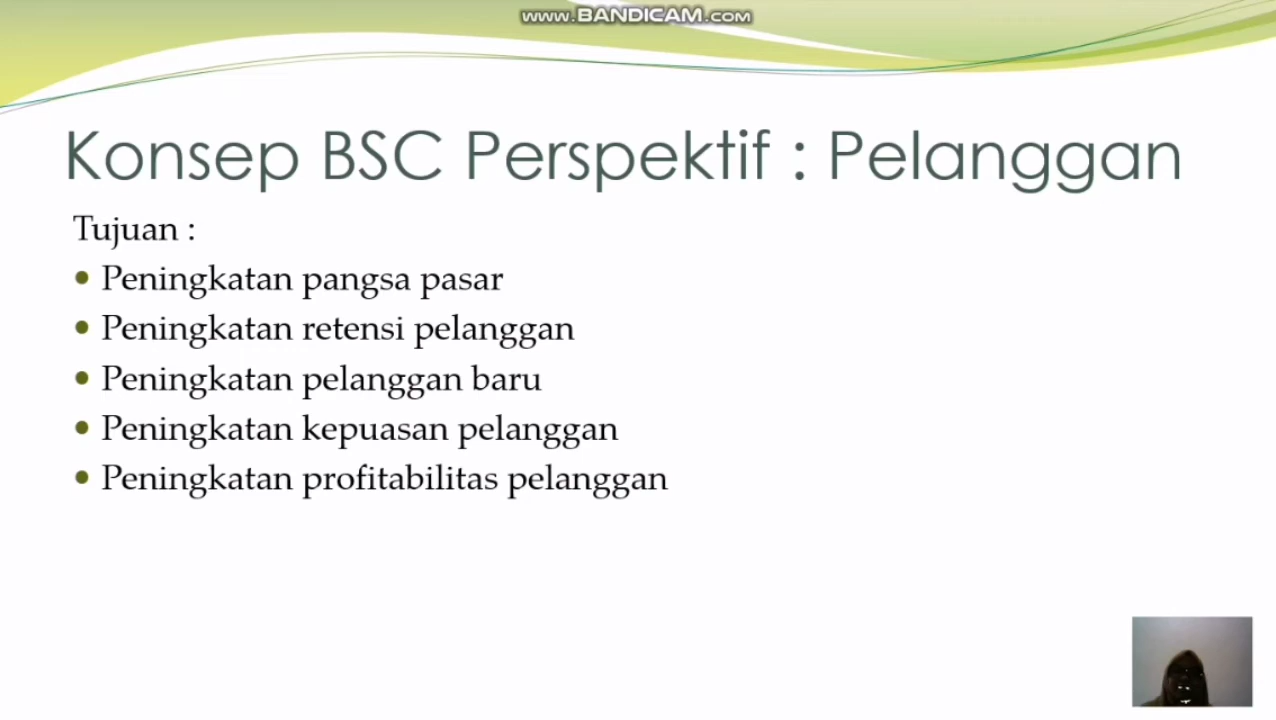 www.BANDICAM.com
Konsep BSC Perspektif : Pelanggan
Tujuan :
• Peningkatan pangsa pasar
• Peningkatan retensi pelanggan
• Peningkatan pelanggan baru
• Peningkatan kepuasan pelanggan
• Peningkatan profitabilitas pelanggan